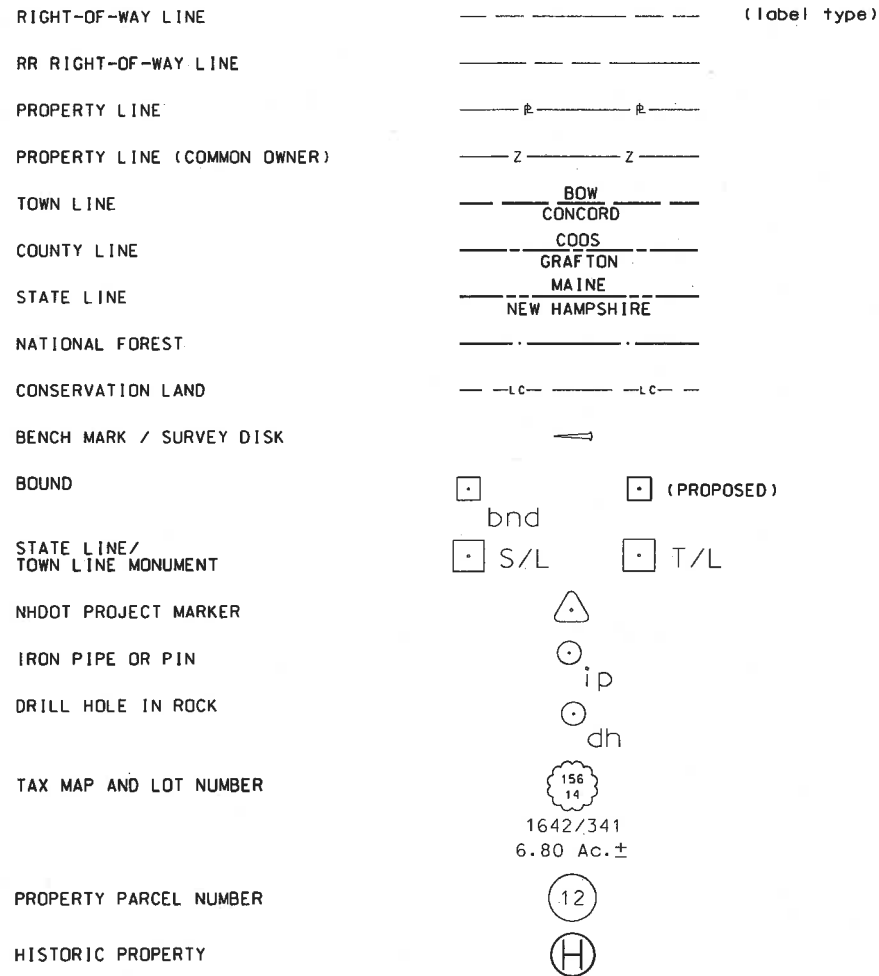 RIGHT-OF-WAY LINE (label type)
RR RIGHT-OF-WAY LINE
PROPERTY LINE ℙL ℙL
PROPERTY LINE (COMMON OWNER) Z Z
TOWN LINE BOW
CONCORD
COUNTY LINE COOS
GRAFTON
STATE LINE MAINE
NEW HAMPSHIRE
NATIONAL FOREST
CONSERVATION LAND LC LC
BENCH MARK / SURVEY DISK
BOUND bnd (PROPOSED)
STATE LINE/
TOWN LINE MONUMENT S/L T/L
NHDOT PROJECT MARKER
IRON PIPE OR PIN ip
DRILL HOLE IN ROCK dh
TAX MAP AND LOT NUMBER 156
14
1642/341
6.80 Ac.±
PROPERTY PARCEL NUMBER 12
HISTORIC PROPERTY H